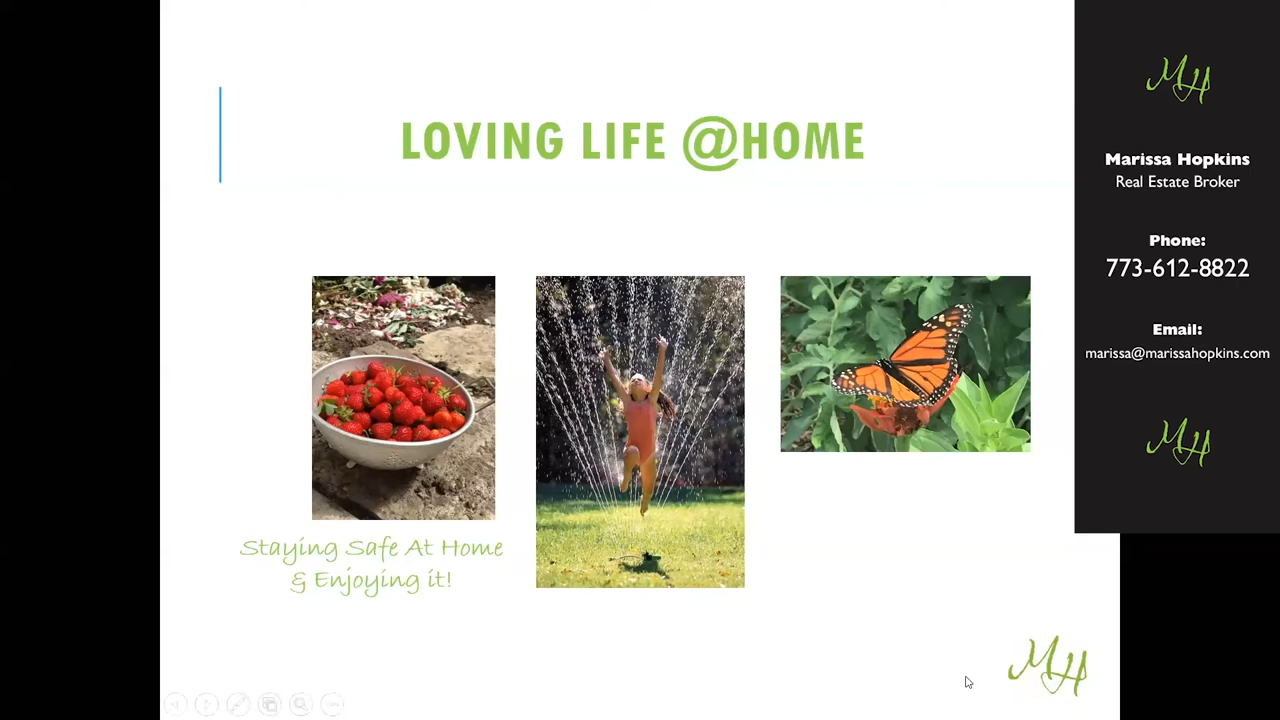 LOVING LIFE @HOME
Staying Safe At Home
& Enjoying it!
MH
MH
Marissa Hopkins
Real Estate Broker
Phone:
773-612-8822
Email:
marissa@marissahopkins.com
MH